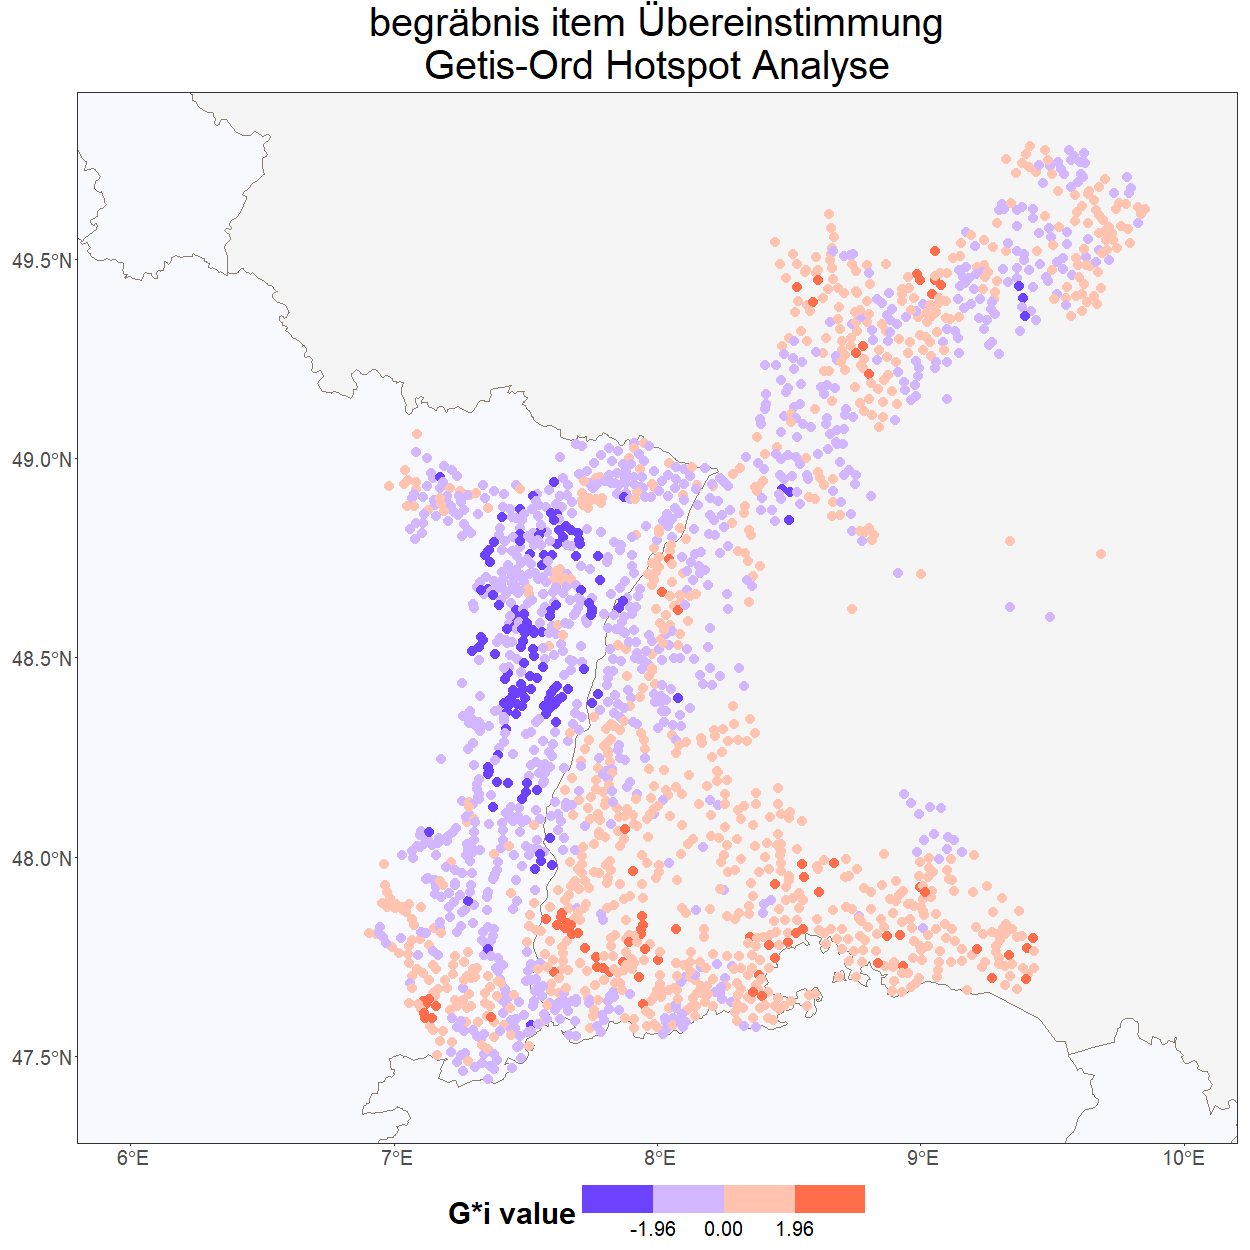 begräbnis item Übereinstimmung
Getis-Ord Hotspot Analyse
49.5°N
49.0°N
48.5°N
48.0°N
47.5°N
6°E
7°E
8°E
9°E
10°E
G*i value
-1.96
0.00
1.96